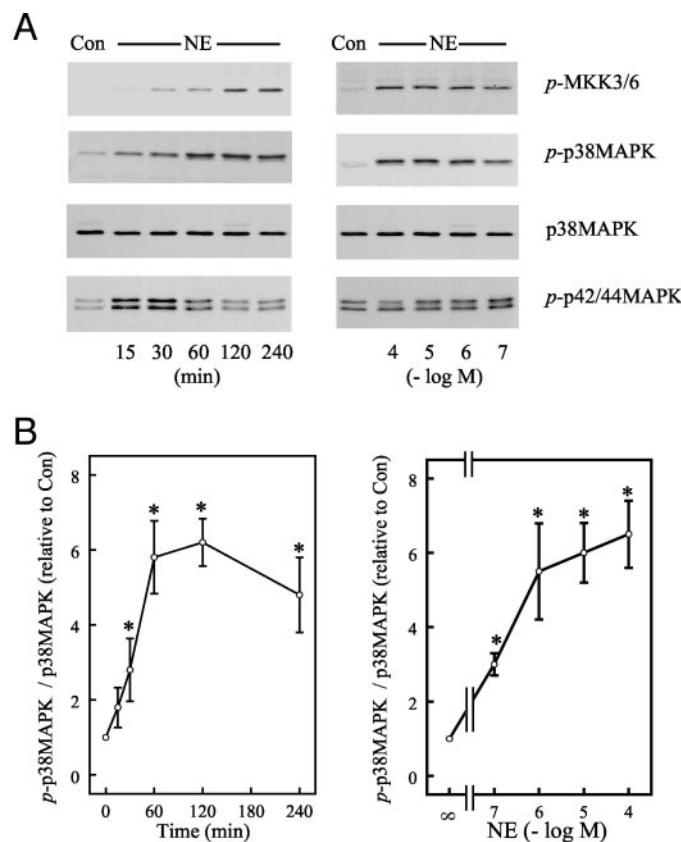 A
Con NE Con NE
p-MKK3/6
p-p38MAPK
p38MAPK
p-p42/44MAPK
15 30 60 120 240 4 5 6 7
(min) (- log M)
B
p-p38MAPK / p38MAPK (relative to Con)
8
6
4
2
0
* * * *
0 60 120 180 240
Time (min)
p-p38MAPK / p38MAPK (relative to Con)
8
6
4
2
0
* * * *
∞ 7 6 5 4
NE (- log M)